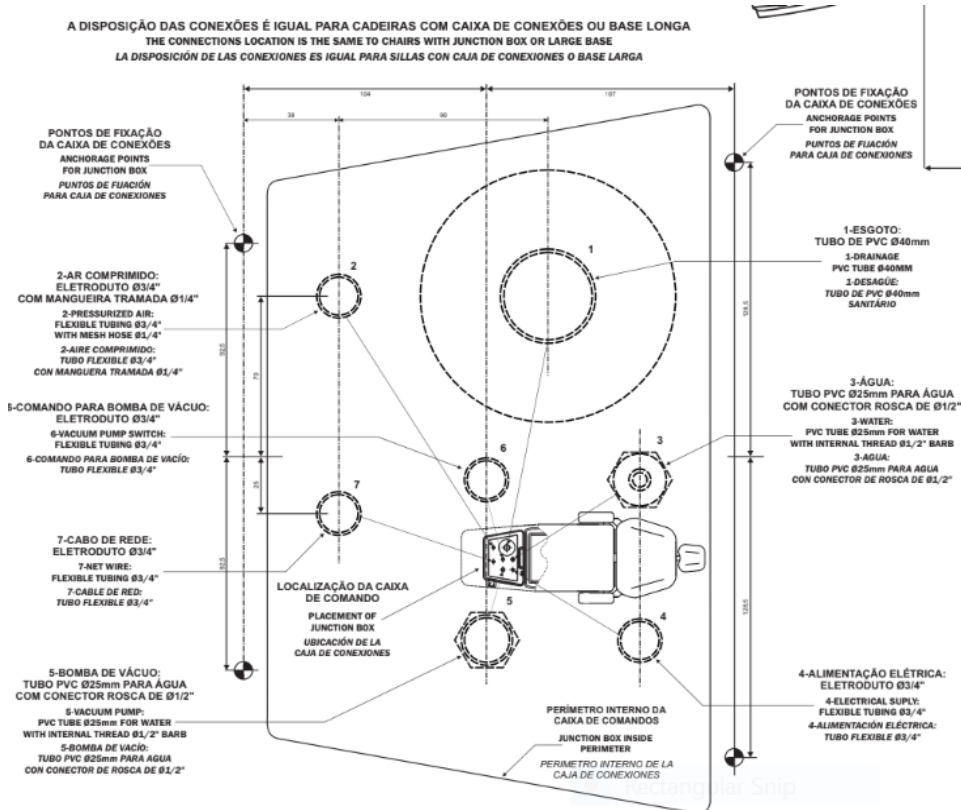 A DISPOSIÇÃO DAS CONEXÕES É IGUAL PARA CADEIRAS COM CAIXA DE CONEXÕES OU BASE LONGA
THE CONNECTIONS LOCATION IS THE SAME TO CHAIRS WITH JUNCTION BOX OR LARGE BASE
LA DISPOSICIÓN DE LAS CONEXIONES ES IGUAL PARA SILLAS CON CAJA DE CONEXIONES O BASE LARGA
104
107
38
90
PONTOS DE FIXAÇÃO
DA CAIXA DE CONEXÕES
ANCHORAGE POINTS
FOR JUNCTION BOX
PUNTOS DE FIJACIÓN
PARA CAJA DE CONEXIONES
PONTOS DE FIXAÇÃO
DA CAIXA DE CONEXÕES
ANCHORAGE POINTS
FOR JUNCTION BOX
PUNTOS DE FIJACIÓN
PARA CAJA DE CONEXIONES
2-AR COMPRIMIDO:
ELETRODUTO Ø3/4"
COM MANGUEIRA TRAMADA Ø1/4"
2-PRESSURIZED AIR:
FLEXIBLE TUBING Ø3/4"
WITH MESH HOSE Ø1/4"
2-AIRE COMPRIMIDO:
TUBO FLEXIBLE Ø3/4"
CON MANGUERA TRAMADA Ø1/4"
2
1
1-ESGOTO:
TUBO DE PVC Ø40mm
1-DRAINAGE
PVC TUBE Ø40MM
1-DESAGÜE:
TUBO DE PVC Ø40mm
SANITÁRIO
92,5
70
128,5
6-COMANDO PARA BOMBA DE VÁCUO:
ELETRODUTO Ø3/4"
6-VACUUM PUMP SWITCH:
FLEXIBLE TUBING Ø3/4"
6-COMANDO PARA BOMBA DE VACÍO:
TUBO FLEXIBLE Ø3/4"
6
3
3-ÁGUA:
TUBO PVC Ø25mm PARA ÁGUA
COM CONECTOR ROSCA DE Ø1/2"
3-WATER:
PVC TUBE Ø25mm FOR WATER
WITH INTERNAL THREAD Ø1/2" BARB
3-AGUA:
TUBO PVC Ø25mm PARA AGUA
CON CONECTOR DE ROSCA DE Ø1/2"
25
7
92,5
128,5
7-CABO DE REDE:
ELETRODUTO Ø3/4"
7-NET WIRE:
FLEXIBLE TUBING Ø3/4"
7-CABLE DE RED:
TUBO FLEXIBLE Ø3/4"
LOCALIZAÇÃO DA CAIXA
DE COMANDO
PLACEMENT OF
JUNCTION BOX
UBICACIÓN DE LA
CAJA DE CONEXIONES
5
4
5-BOMBA DE VÁCUO:
TUBO PVC Ø25mm PARA ÁGUA
COM CONECTOR ROSCA DE Ø1/2"
5-VACUUM PUMP:
PVC TUBE Ø25mm FOR WATER
WITH INTERNAL THREAD Ø1/2" BARB
5-BOMBA DE VACÍO:
TUBO PVC Ø25mm PARA AGUA
CON CONECTOR DE ROSCA DE Ø1/2"
4-ALIMENTAÇÃO ELÉTRICA:
ELETRODUTO Ø3/4"
4-ELECTRICAL SUPLY:
FLEXIBLE TUBING Ø3/4"
4-ALIMENTACIÓN ELÉCTRICA:
TUBO FLEXIBLE Ø3/4"
PERÍMETRO INTERNO DA
CAIXA DE COMANDOS
JUNCTION BOX INSIDE
PERIMETER
PERIMETRO INTERNO DE LA
CAJA DE CONEXIONES
Rectangular Snip